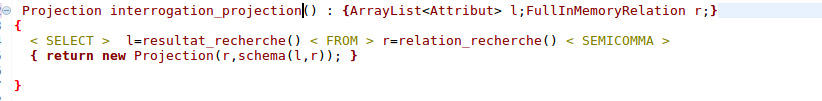 Projection interrogation_projection() : {ArrayList<Attribut> l;FullInMemoryRelation r;}
{
< SELECT > l=resultat_recherche() < FROM > r=relation_recherche() < SEMICOMMA >
{ return new Projection(r,schema(l,r)); }
}